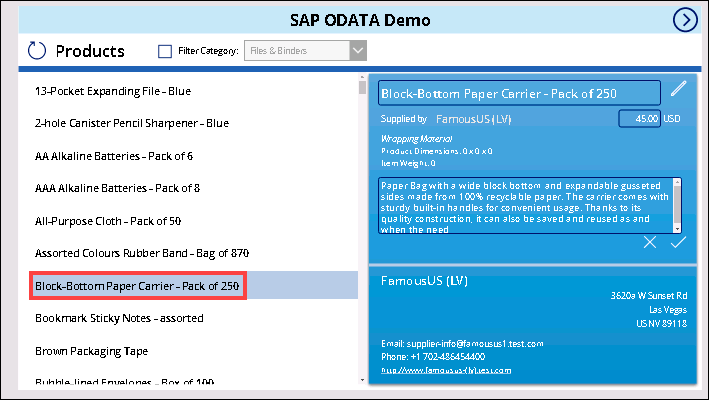 SAP ODATA Demo
Products
Filter Category:
Files & Binders
13-Pocket Expanding File - Blue
2-hole Canister Pencil Sharpener - Blue
AA Alkaline Batteries - Pack of 6
AAA Alkaline Batteries - Pack of 8
All-Purpose Cloth - Pack of 50
Assorted Colours Rubber Band - Bag of 870
Block-Bottom Paper Carrier - Pack of 250
Bookmark Sticky Notes - assorted
Brown Packaging Tape
Bubble-lined Envelopes - Box of 100
Block-Bottom Paper Carrier - Pack of 250
Supplied by FamousUS (LV) 45.00 USD
Wrapping Material
Product Dimensions: 0 x 0 x 0
Item Weight: 0
Paper Bag with a wide block bottom and expandable gusseted
sides made from 100% recyclable paper. The carrier comes with
sturdy built-in handles for convenient usage. Thanks to its
quality construction, it can also be saved and reused as and
when the need
FamousUS (LV)
3620a W Sunset Rd
Las Vegas
US NV 89118
Email: supplier-info@famousus1.test.com
Phone: +1 702-486454400
http://www.famousus-(lv).test.com